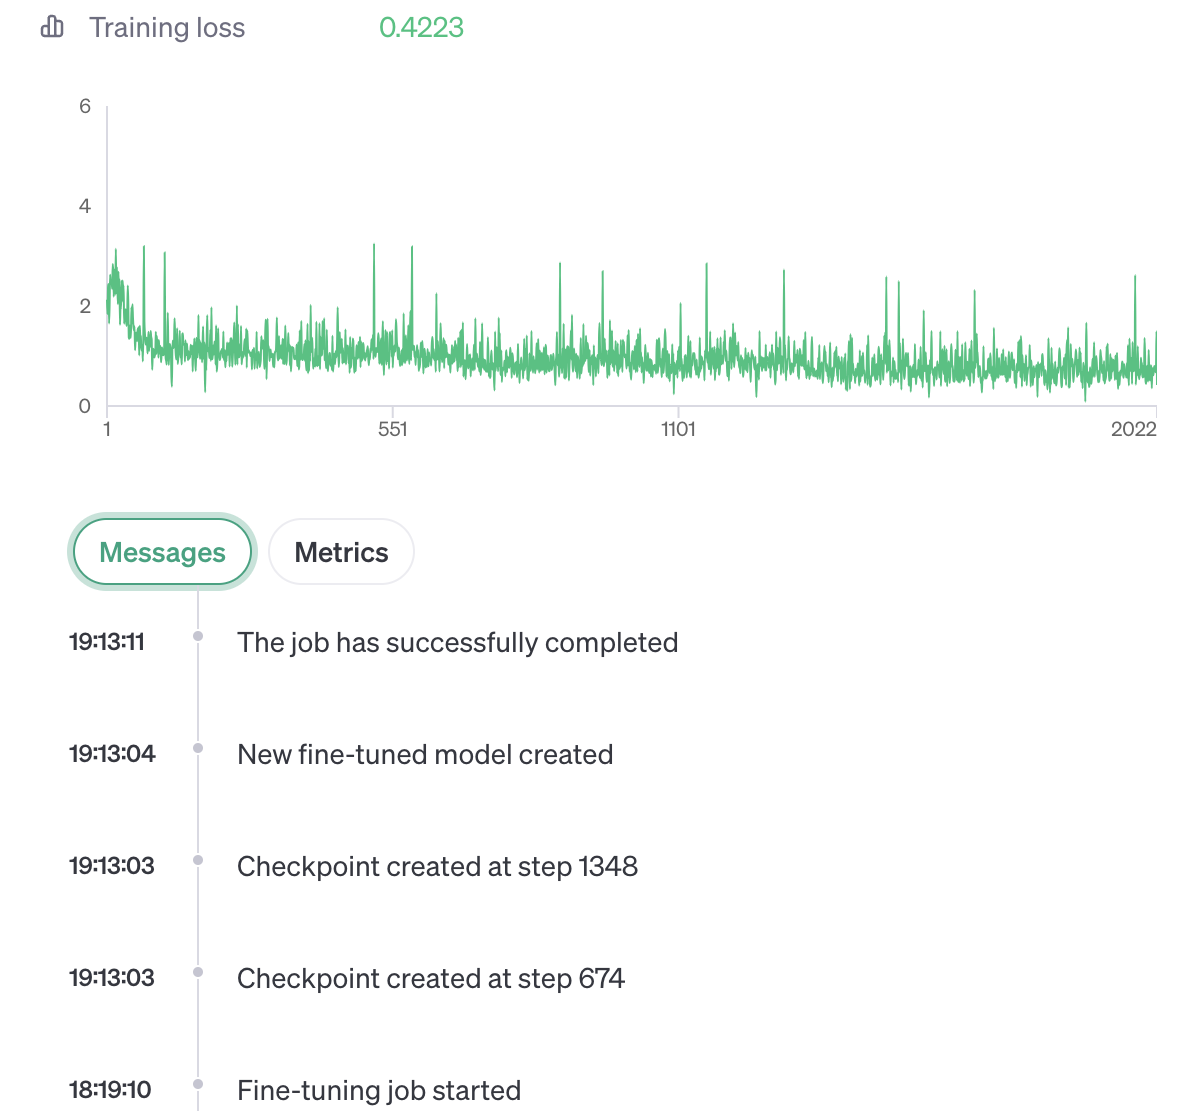 Training loss 0.4223
6
4
2
0
1 551 1101 2022
Messages Metrics
19:13:11 The job has successfully completed
19:13:04 New fine-tuned model created
19:13:03 Checkpoint created at step 1348
19:13:03 Checkpoint created at step 674
18:19:10 Fine-tuning job started